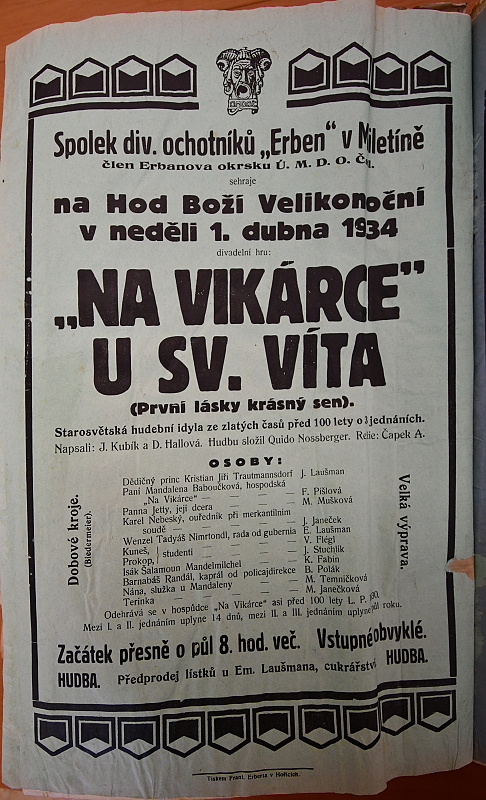 Spolek div. ochotníků „Erben“ v Miletíně
člen Erbanova okrsku Ú. M. D. O. Č.
sehraje
na Hod Boží Velikonoční
v neděli 1. dubna 1934
divadelní hru:
„NA VIKÁRCE”
U SV. VÍTA
(První lásky krásný sen).
Starosvětská hudební idyla ze zlatých časů před 100 lety o 3 jednáních.
Napsali: J. Kubík a D. Hallová. Hudbu složil Quido Nossberger. Režie: Čapek A.
OSOBY:
Dědičný princ Kristian Jiří Trautmannsdorf J. Laušman
Paní Mandalena Baboučková, hospodská
„Na Vikárce“ — — — — F. Píšlová
Panna Jetty, její dcera — — — M. Mušková
Karel Nebeský, ouředník při merkantilním
soudě — — — — — J. Janeček
Wenzel Tadyáš Nimrtondl, rada od gubernia E. Laušman
Kuneš, } studenti — — — — V. Flégl
Prokop, — — — — J. Stuchlík
Isák Šalamoun Mandelmilchel — — K. Fabin
Barnabáš Randál, kaprál od policajdirekce B. Polák
Nána, služka u Mandaleny — — M. Temničková
Terinka — — — — — M. Janečková
Dobové kroje.
(Biedermeier).
Velká výprava.
Odehrává se v hospůdce „Na Vikárce“ asi před 100 lety L. P.
Mezi I. a II. jednáním uplyne 14 dnů, mezi II. a III. jednáním uplyne půl roku.
Začátek přesně o půl 8. hod. več. Vstupné obvyklé.
HUDBA. Předprodej lístků u Em. Laušmana, cukrářství HUDBA.
Tiskem Frant. Erberta v Hořicích.